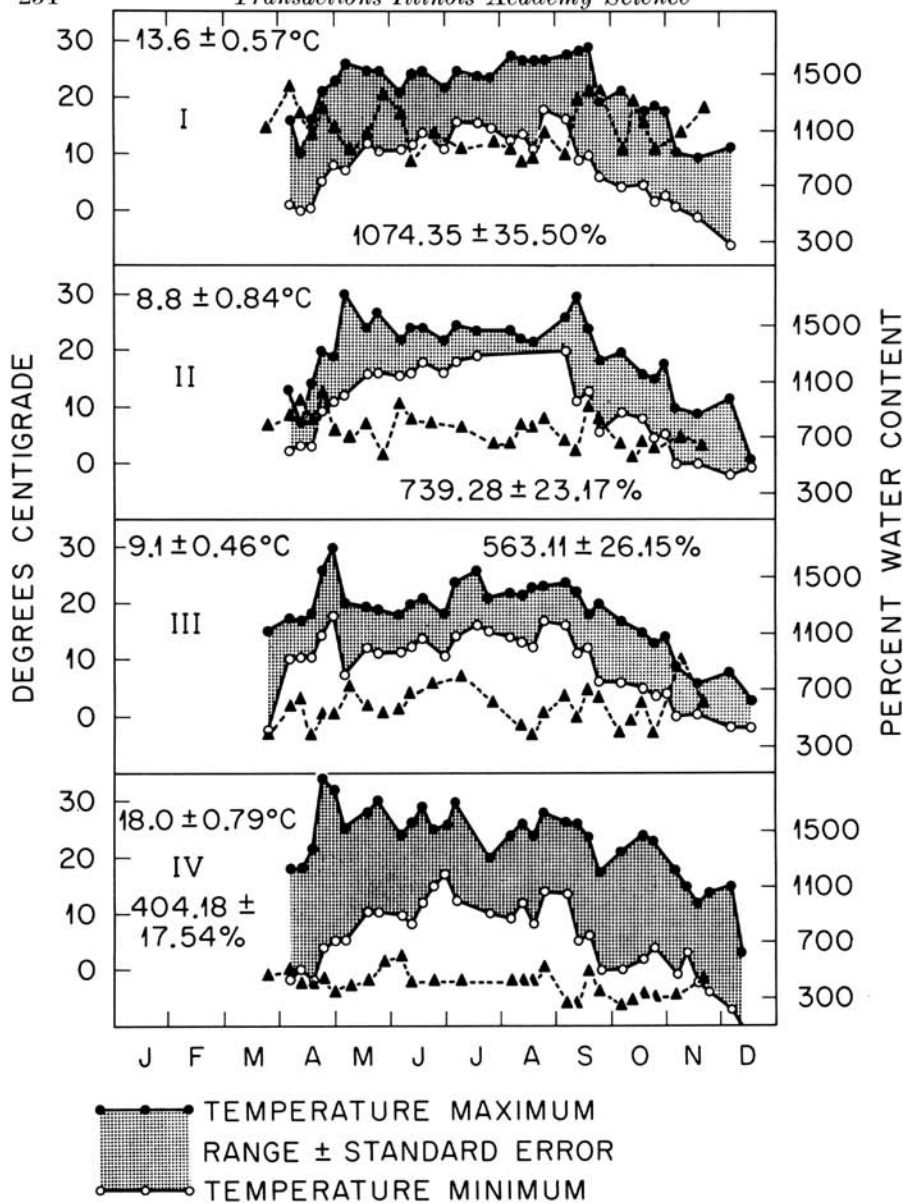 Transactions Illinois Academy Science
30
20
10
0
13.6 ± 0.57°C
I
1074.35 ± 35.50%
1500
1100
700
300
30
20
10
0
8.8 ± 0.84°C
II
739.28 ± 23.17%
1500
1100
700
300
30
20
10
0
9.1 ± 0.46°C
563.11 ± 26.15%
III
1500
1100
700
300
30
20
10
0
18.0 ± 0.79°C
IV
404.18 ±
17.54%
1500
1100
700
300
DEGREES CENTIGRADE
PERCENT WATER CONTENT
J F M A M J J A S O N D
TEMPERATURE MAXIMUM
RANGE ± STANDARD ERROR
TEMPERATURE MINIMUM